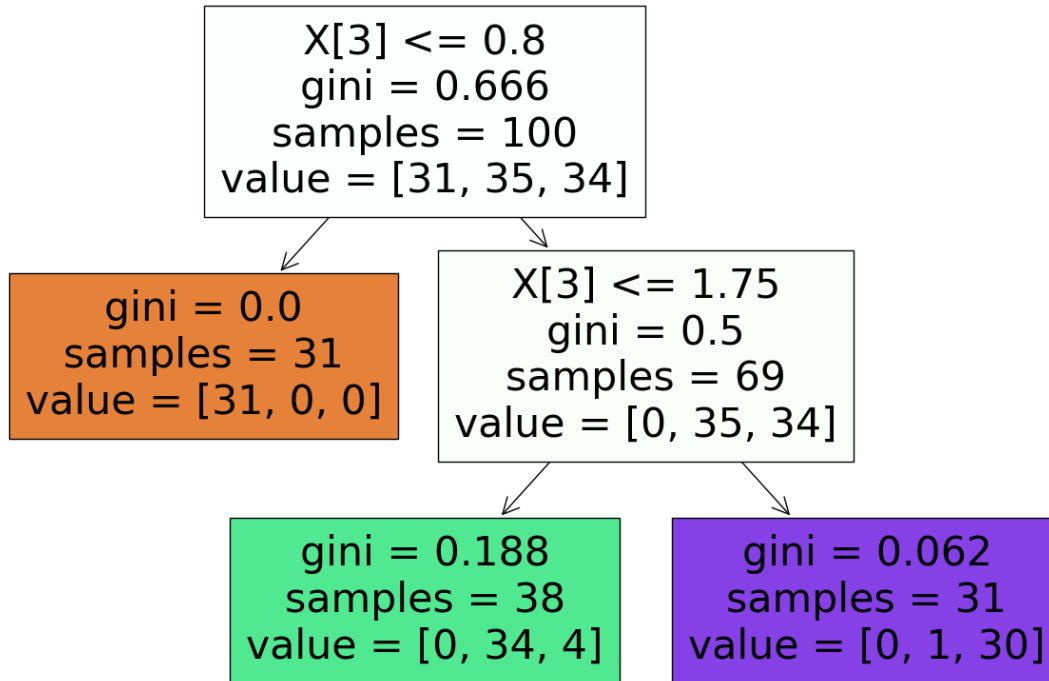 X[3] <= 0.8
gini = 0.666
samples = 100
value = [31, 35, 34]
gini = 0.0
samples = 31
value = [31, 0, 0]
X[3] <= 1.75
gini = 0.5
samples = 69
value = [0, 35, 34]
gini = 0.188
samples = 38
value = [0, 34, 4]
gini = 0.062
samples = 31
value = [0, 1, 30]